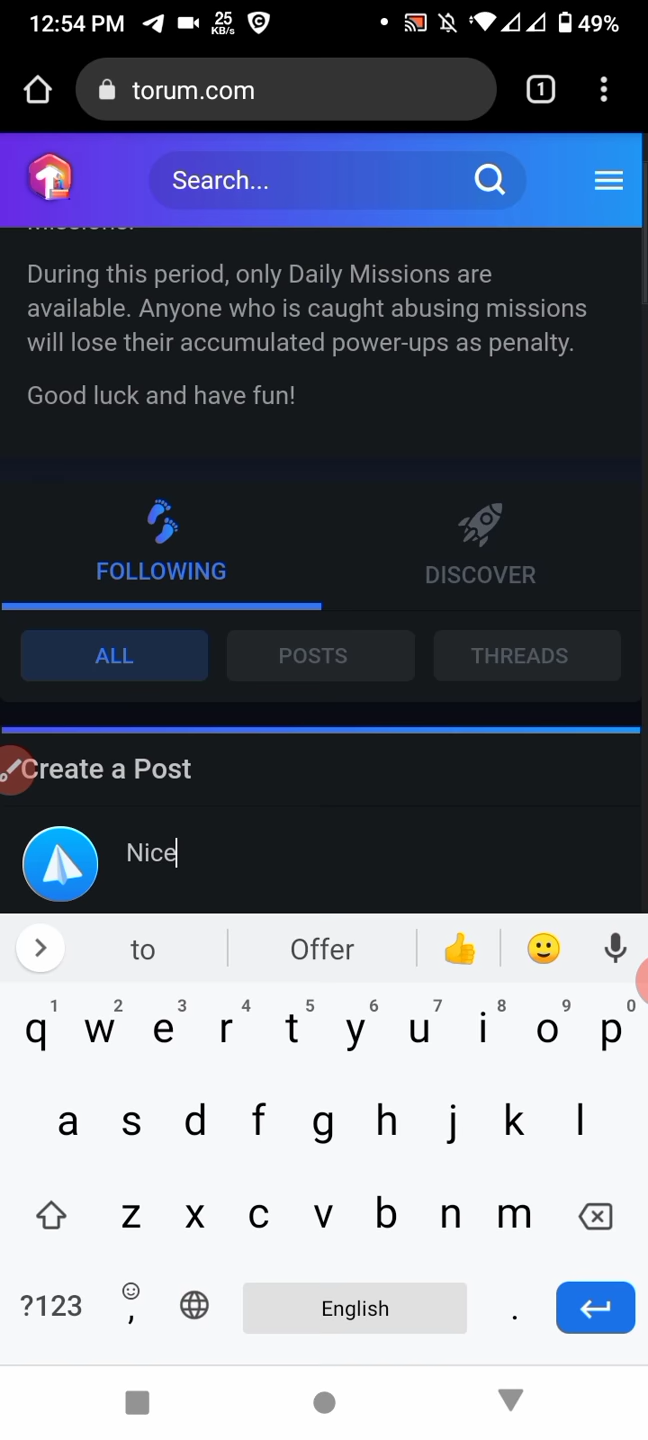 12:54 PM 25 KB/s 49%
torum.com 1
Search...
Missions!
During this period, only Daily Missions are
available. Anyone who is caught abusing missions
will lose their accumulated power-ups as penalty.
Good luck and have fun!
FOLLOWING DISCOVER
ALL POSTS THREADS
Create a Post
Nice
to Offer 👍 🙂
1 2 3 4 5 6 7 8 9 0
q w e r t y u i o p
a s d f g h j k l
z x c v b n m
?123 , English .